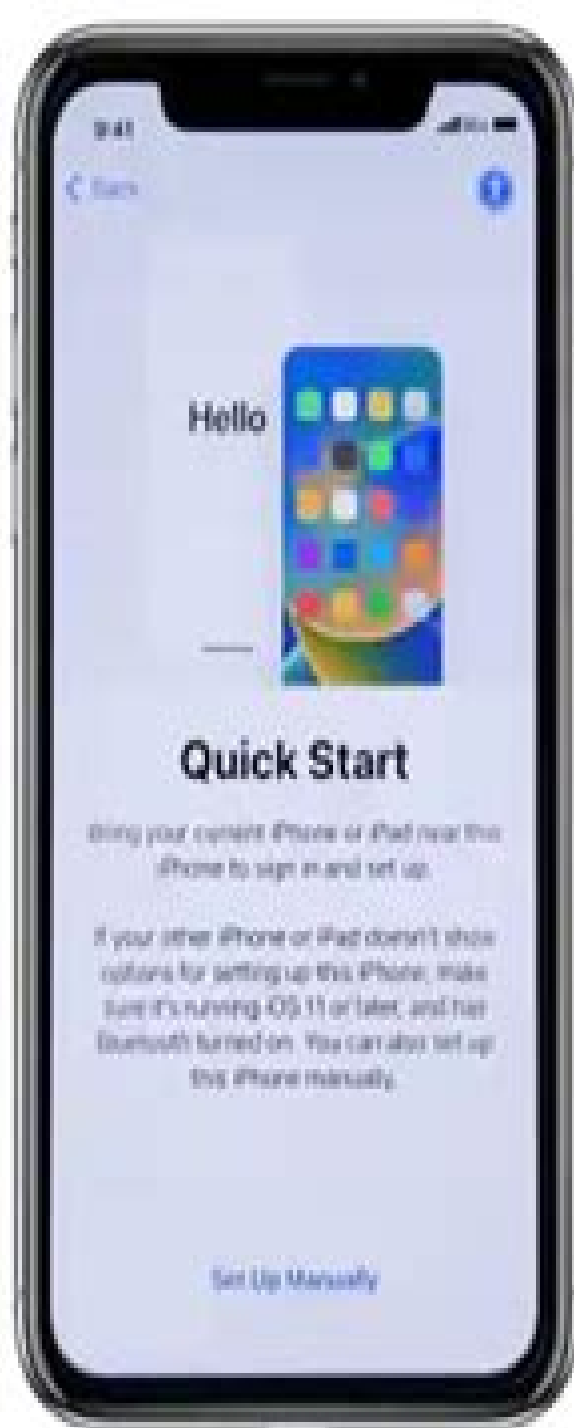 9:41
Back
Hello
Quick Start
Bring your current iPhone or iPad near this
iPhone to sign in and set up.
If your other iPhone or iPad doesn't show
options for setting up this iPhone, make
sure it's running iOS 11 or later, and has
Bluetooth turned on. You can also set up
this iPhone manually.
Set Up Manually